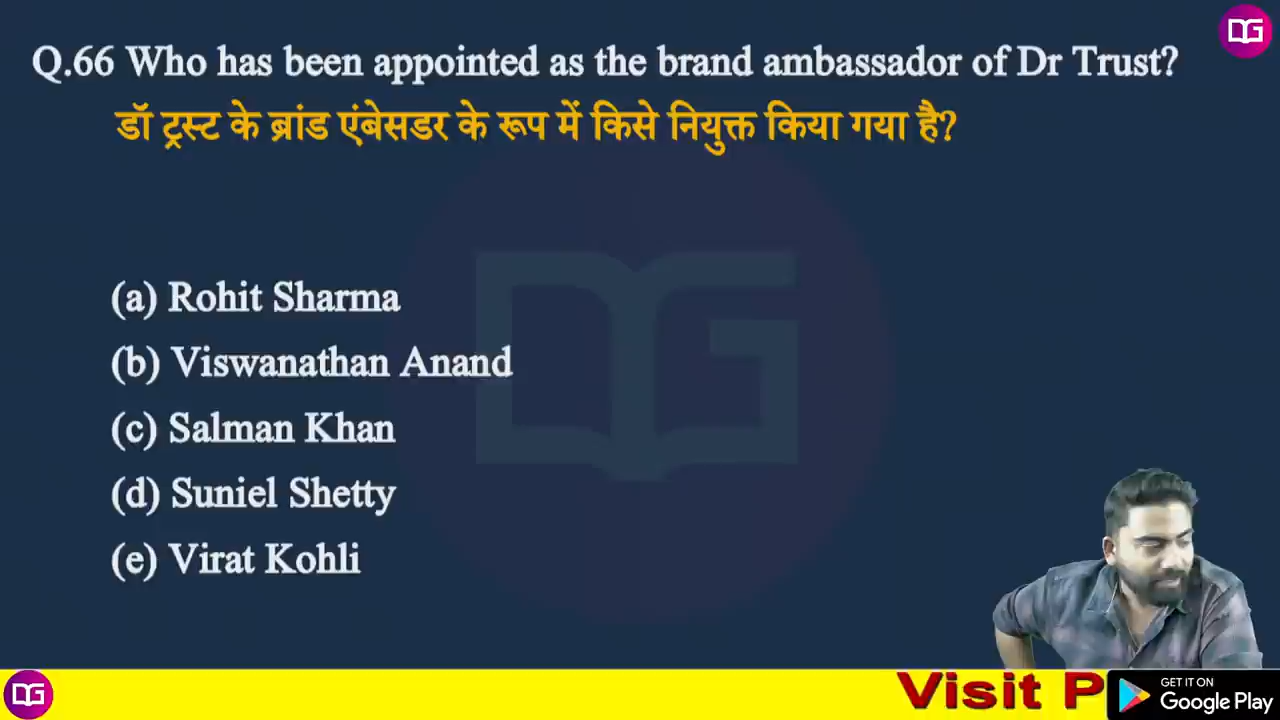 DG
Q.66 Who has been appointed as the brand ambassador of Dr Trust?
डॉ ट्रस्ट के ब्रांड एंबेसडर के रूप में किसे नियुक्त किया गया है?
DG
(a) Rohit Sharma
(b) Viswanathan Anand
(c) Salman Khan
(d) Suniel Shetty
(e) Virat Kohli
DG
Visit P
GET IT ON
Google Play